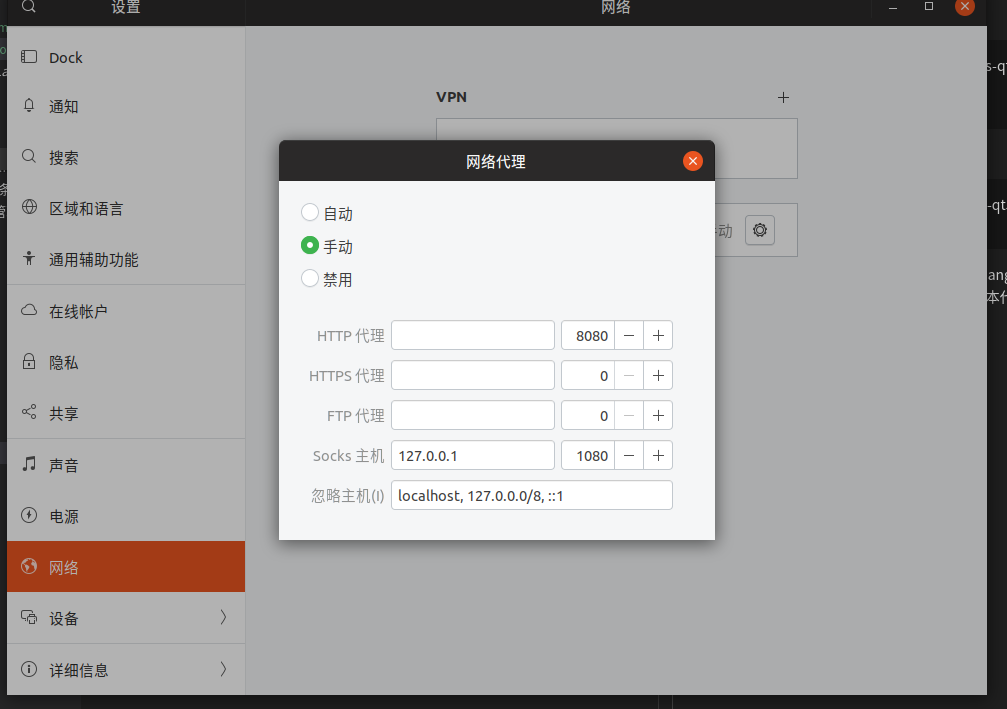 设置
网络
Dock
通知
搜索
区域和语言
通用辅助功能
在线帐户
隐私
共享
声音
电源
网络
设备
详细信息
VPN
手动
网络代理
自动
手动
禁用
HTTP 代理 8080 − +
HTTPS 代理 0 − +
FTP 代理 0 − +
Socks 主机 127.0.0.1 1080 − +
忽略主机(I) localhost, 127.0.0.0/8, ::1
s-q
-qt
ang
本代